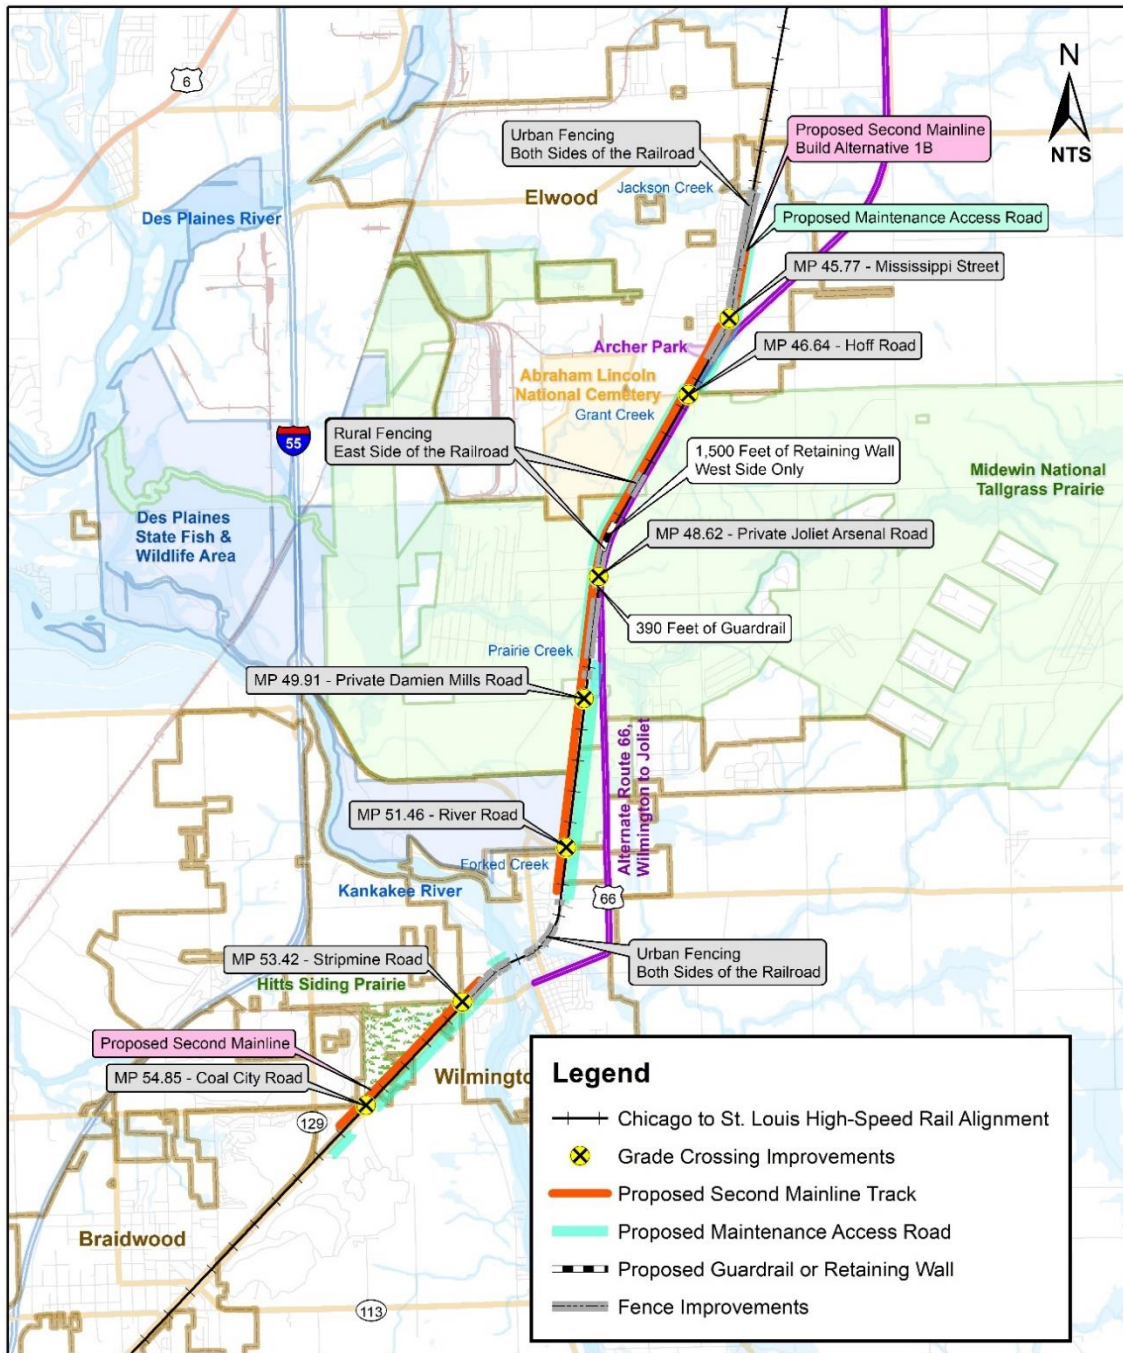 N
NTS
6
Urban Fencing
Both Sides of the Railroad
Proposed Second Mainline
Build Alternative 1B
Jackson Creek
Elwood
Des Plaines River
Proposed Maintenance Access Road
MP 45.77 - Mississippi Street
Archer Park
MP 46.64 - Hoff Road
Abraham Lincoln
National Cemetery
Grant Creek
55
Rural Fencing
East Side of the Railroad
1,500 Feet of Retaining Wall
West Side Only
Midewin National
Tallgrass Prairie
Des Plaines
State Fish &
Wildlife Area
MP 48.62 - Private Joliet Arsenal Road
390 Feet of Guardrail
Prairie Creek
MP 49.91 - Private Damien Mills Road
Alternate Route 66,
Wilmington to Joliet
MP 51.46 - River Road
Forked Creek
Kankakee River
66
MP 53.42 - Stripmine Road
Urban Fencing
Both Sides of the Railroad
Hitts Siding Prairie
Proposed Second Mainline
MP 54.85 - Coal City Road
Wilmingto
129
Braidwood
113
Legend
Chicago to St. Louis High-Speed Rail Alignment
Grade Crossing Improvements
Proposed Second Mainline Track
Proposed Maintenance Access Road
Proposed Guardrail or Retaining Wall
Fence Improvements